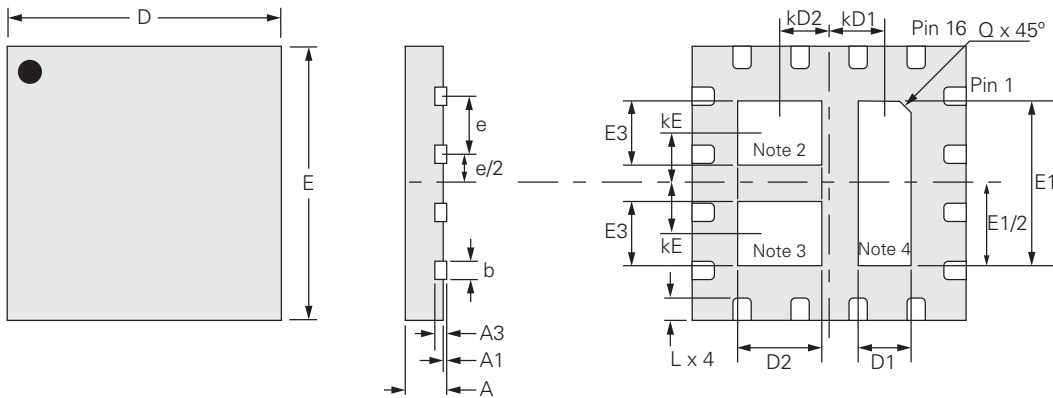 D
E
e
e/2
b
A3
A1
A
kD2
kD1
Pin 16
Q x 45º
Pin 1
E3
kE
Note 2
E1
E1/2
E3
kE
Note 3
Note 4
L x 4
D2
D1